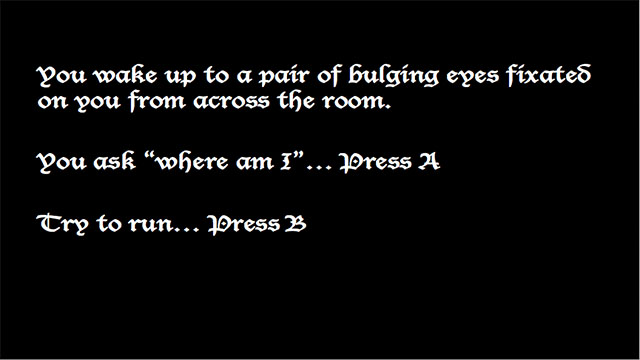 You wake up to a pair of bulging eyes fixated
on you from across the room.
You ask “where am I”... Press A
Try to run... Press B